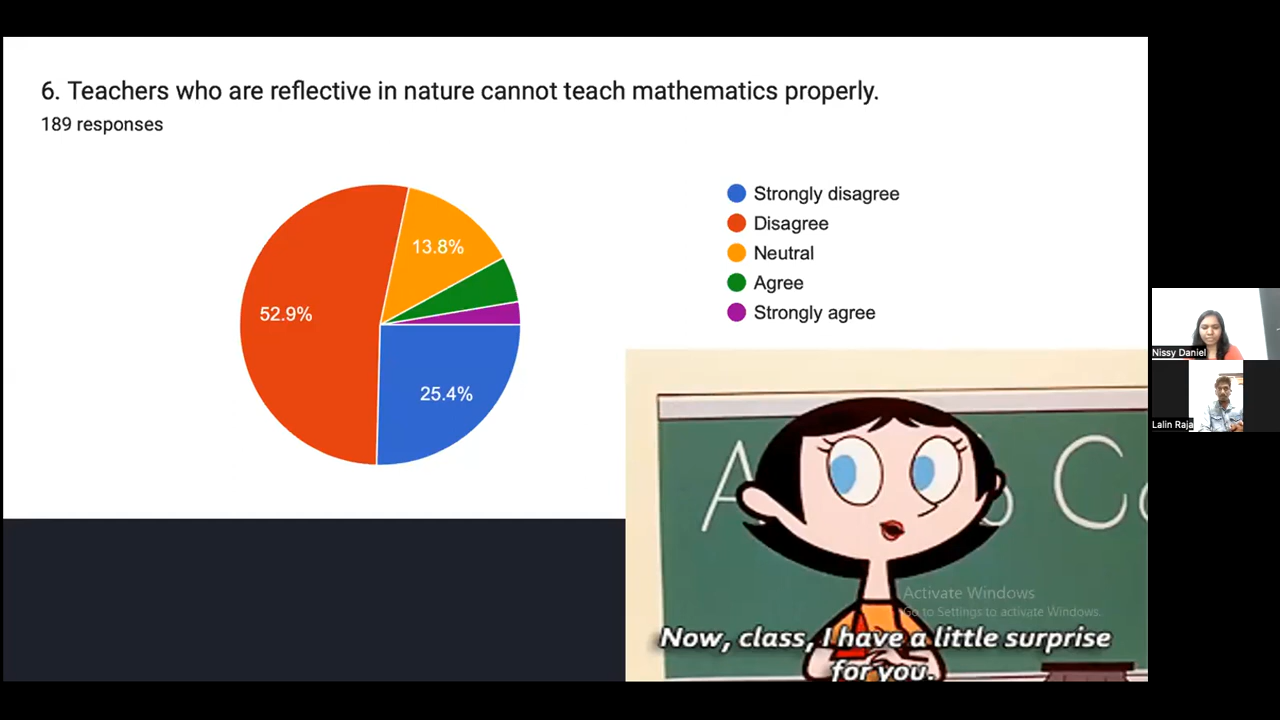 6. Teachers who are reflective in nature cannot teach mathematics properly.
189 responses
13.8%
52.9%
25.4%
Strongly disagree
Disagree
Neutral
Agree
Strongly agree
Nissy Daniel
Lalin Raja
A
C
Activate Windows
Go to Settings to activate Windows.
Now, class, I have a little surprise
for you.